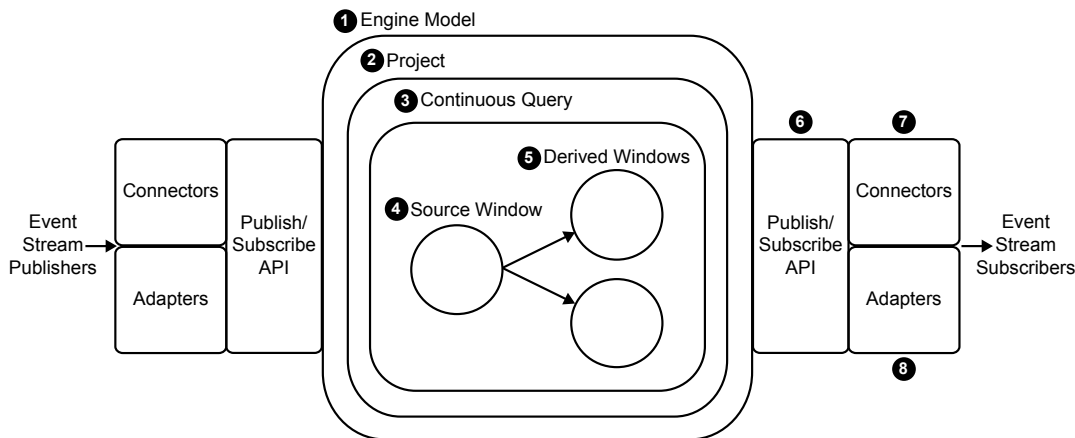 1 Engine Model
2 Project
3 Continuous Query
6
7
5 Derived Windows
Connectors
Connectors
4 Source Window
Event
Stream
Publishers
Publish/
Subscribe
API
Publish/
Subscribe
API
Event
Stream
Subscribers
Adapters
Adapters
8